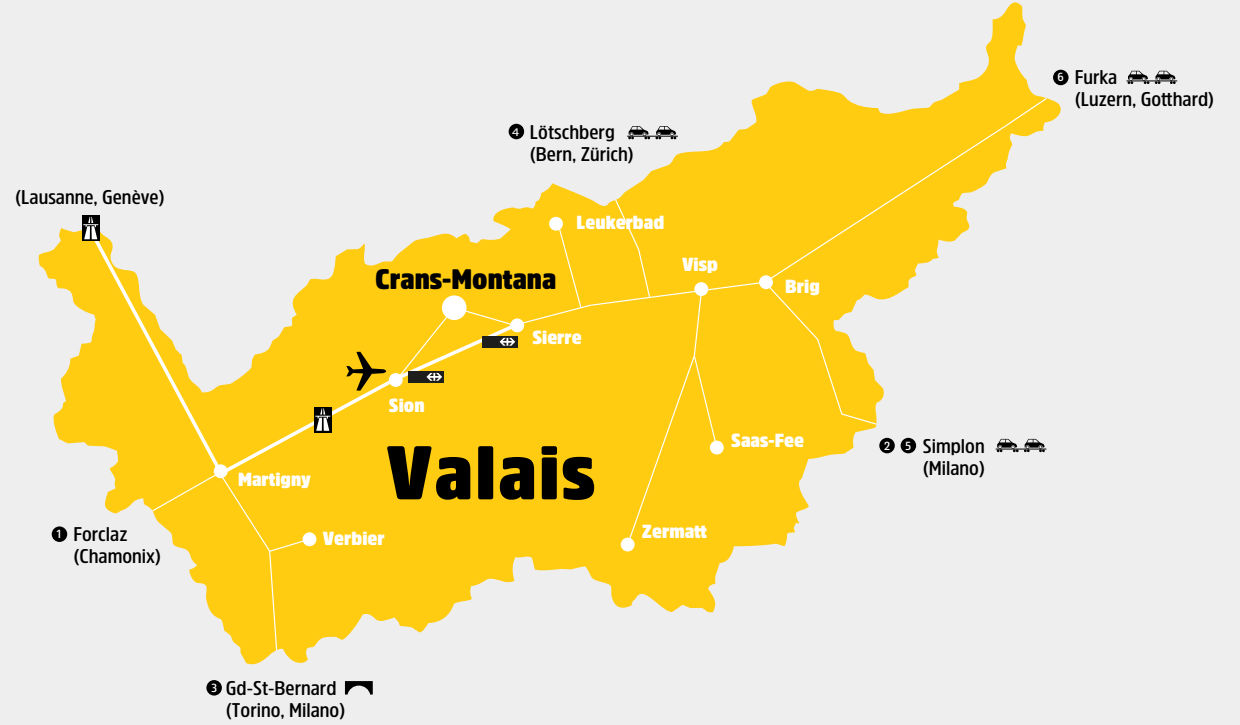 ❻ Furka
(Luzern, Gotthard)
❹ Lötschberg
(Bern, Zürich)
(Lausanne, Genève)
Leukerbad
Visp
Crans-Montana
Brig
Sierre
Sion
Saas-Fee
❷ ❺ Simplon
(Milano)
Valais
Martigny
Zermatt
❶ Forclaz
(Chamonix)
Verbier
❸ Gd-St-Bernard
(Torino, Milano)